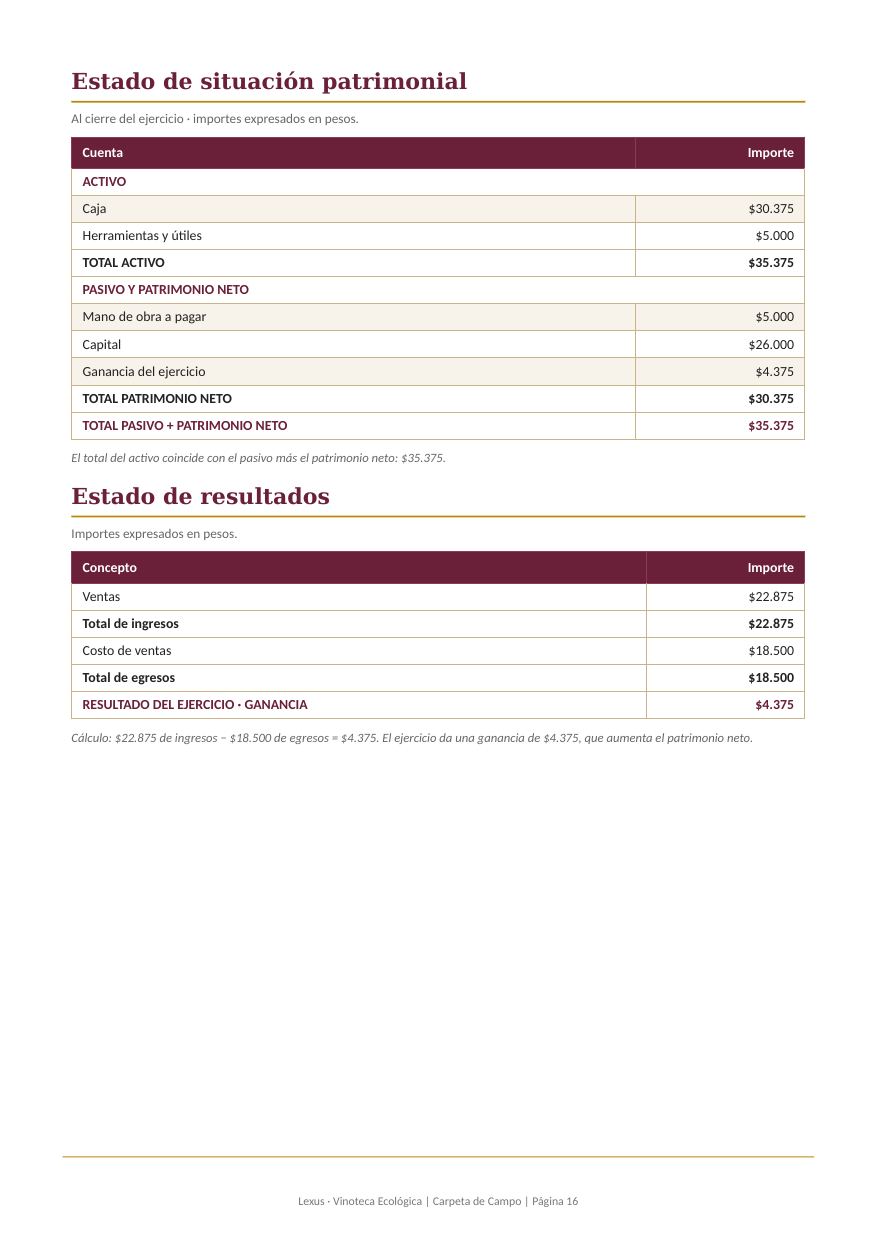 Estado de situación patrimonial
Al cierre del ejercicio · importes expresados en pesos.
Cuenta Importe
ACTIVO
Caja $30.375
Herramientas y útiles $5.000
TOTAL ACTIVO $35.375
PASIVO Y PATRIMONIO NETO
Mano de obra a pagar $5.000
Capital $26.000
Ganancia del ejercicio $4.375
TOTAL PATRIMONIO NETO $30.375
TOTAL PASIVO + PATRIMONIO NETO $35.375
El total del activo coincide con el pasivo más el patrimonio neto: $35.375.
Estado de resultados
Importes expresados en pesos.
Concepto Importe
Ventas $22.875
Total de ingresos $22.875
Costo de ventas $18.500
Total de egresos $18.500
RESULTADO DEL EJERCICIO · GANANCIA $4.375
Cálculo: $22.875 de ingresos − $18.500 de egresos = $4.375. El ejercicio da una ganancia de $4.375, que aumenta el patrimonio neto.
Lexus · Vinoteca Ecológica | Carpeta de Campo | Página 16